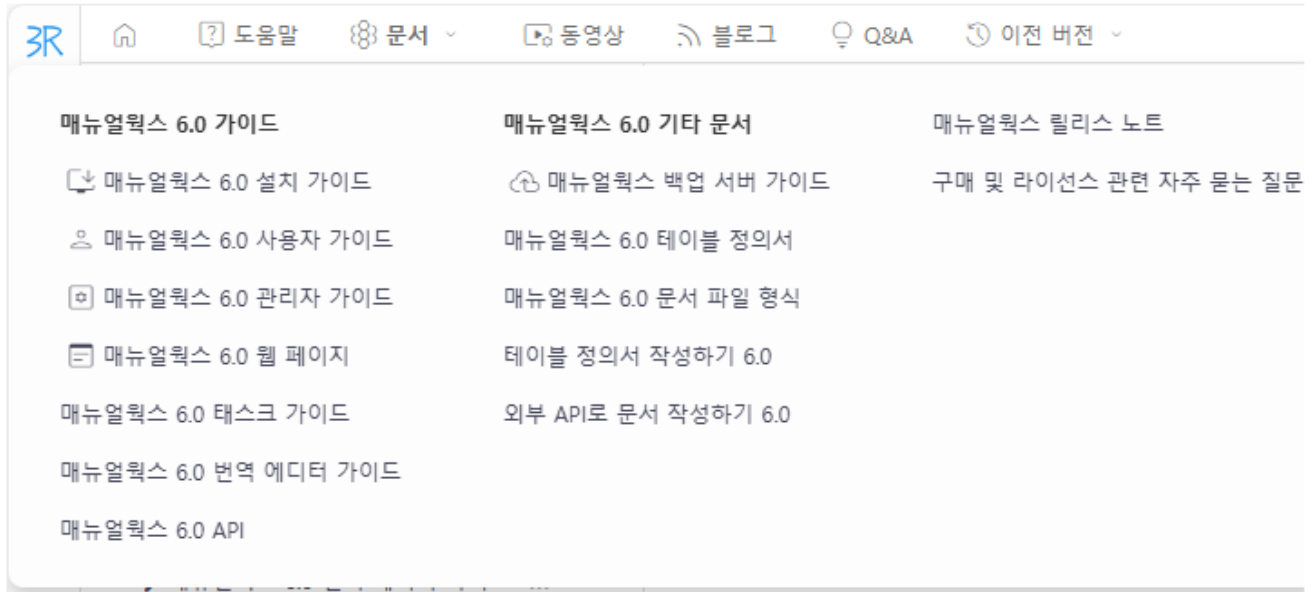 3R
도움말
문서
동영상
블로그
Q&A
이전 버전
매뉴얼웍스 6.0 가이드
매뉴얼웍스 6.0 설치 가이드
매뉴얼웍스 6.0 사용자 가이드
매뉴얼웍스 6.0 관리자 가이드
매뉴얼웍스 6.0 웹 페이지
매뉴얼웍스 6.0 태스크 가이드
매뉴얼웍스 6.0 번역 에디터 가이드
매뉴얼웍스 6.0 API
매뉴얼웍스 6.0 기타 문서
매뉴얼웍스 백업 서버 가이드
매뉴얼웍스 6.0 테이블 정의서
매뉴얼웍스 6.0 문서 파일 형식
테이블 정의서 작성하기 6.0
외부 API로 문서 작성하기 6.0
매뉴얼웍스 릴리스 노트
구매 및 라이선스 관련 자주 묻는 질문